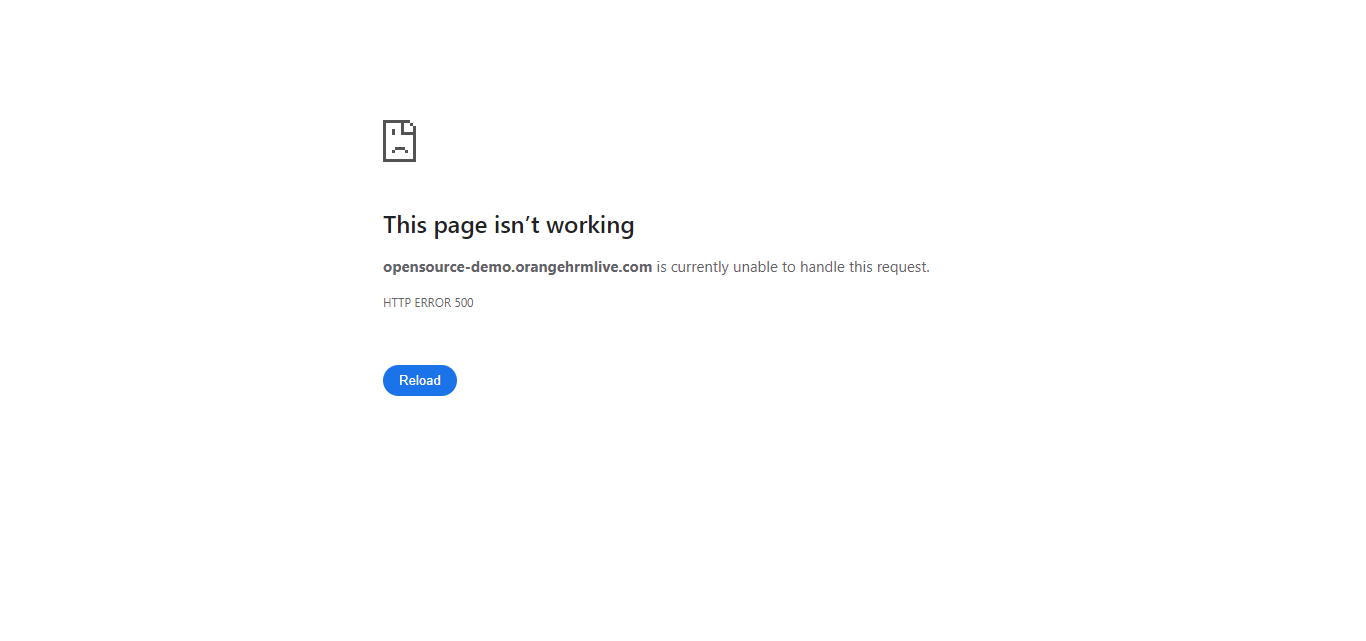 This page isn’t working
opensource-demo.orangehrmlive.com is currently unable to handle this request.
HTTP ERROR 500
Reload